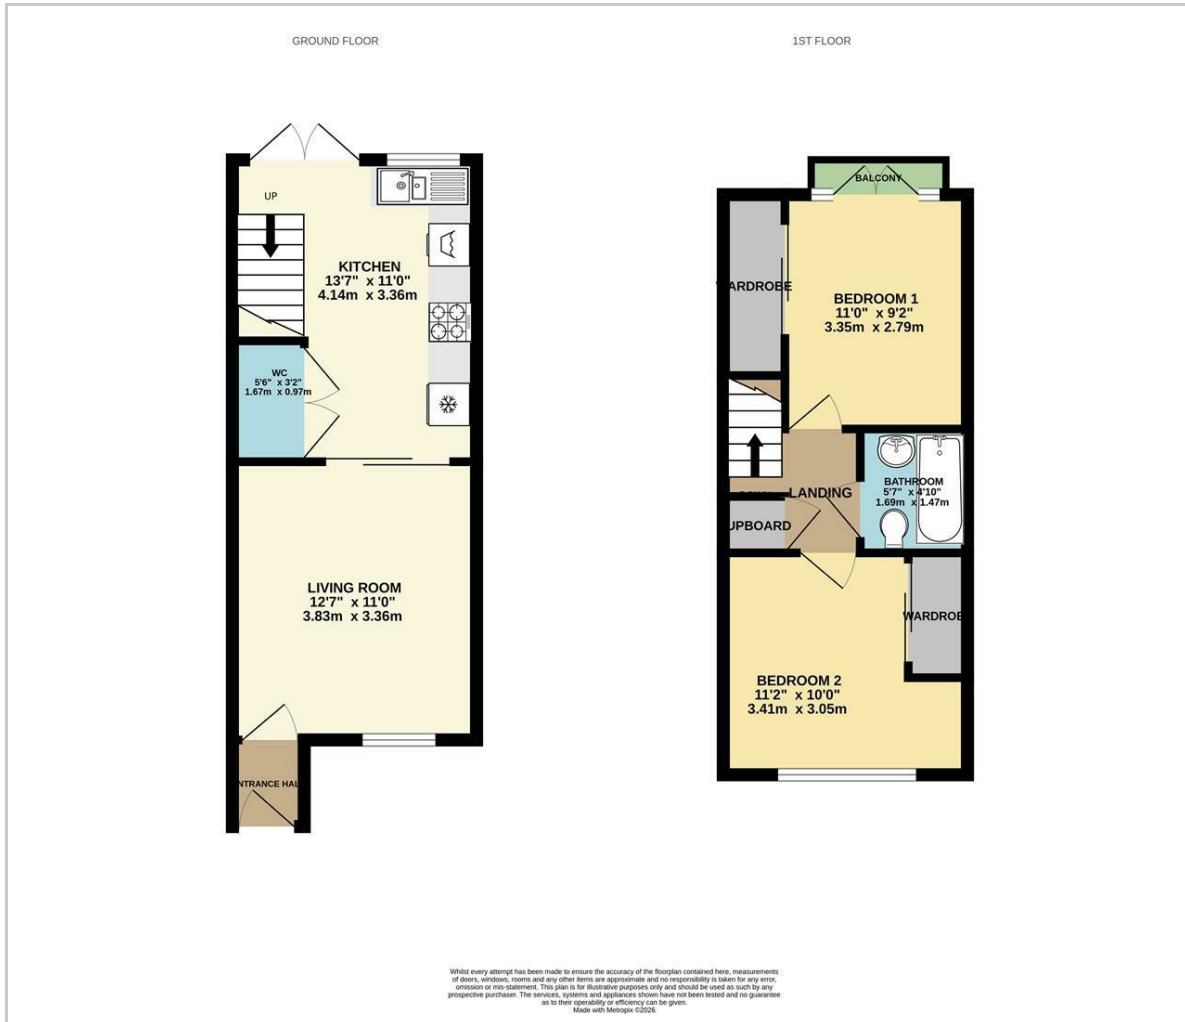 GROUND FLOOR
UP
KITCHEN
13'7" x 11'0"
4.14m x 3.36m
WC
5'6" x 3'2"
1.67m x 0.97m
LIVING ROOM
12'7" x 11'0"
3.83m x 3.36m
NTRANCE HAL
1ST FLOOR
BALCONY
ARDROBE
BEDROOM 1
11'0" x 9'2"
3.35m x 2.79m
BATHROOM
5'7" x 4'10"
1.69m x 1.47m
LANDING
UPBOARD
WARDROB
BEDROOM 2
11'2" x 10'0"
3.41m x 3.05m
Whilst every attempt has been made to ensure the accuracy of the floorplan contained here, measurements
of doors, windows, rooms and any other items are approximate and no responsibility is taken for any error,
omission or mis-statement. This plan is for illustrative purposes only and should be used as such by any
prospective purchaser. The services, systems and appliances shown have not been tested and no guarantee
as to their operability or efficiency can be given.
Made with Metropix ©2026